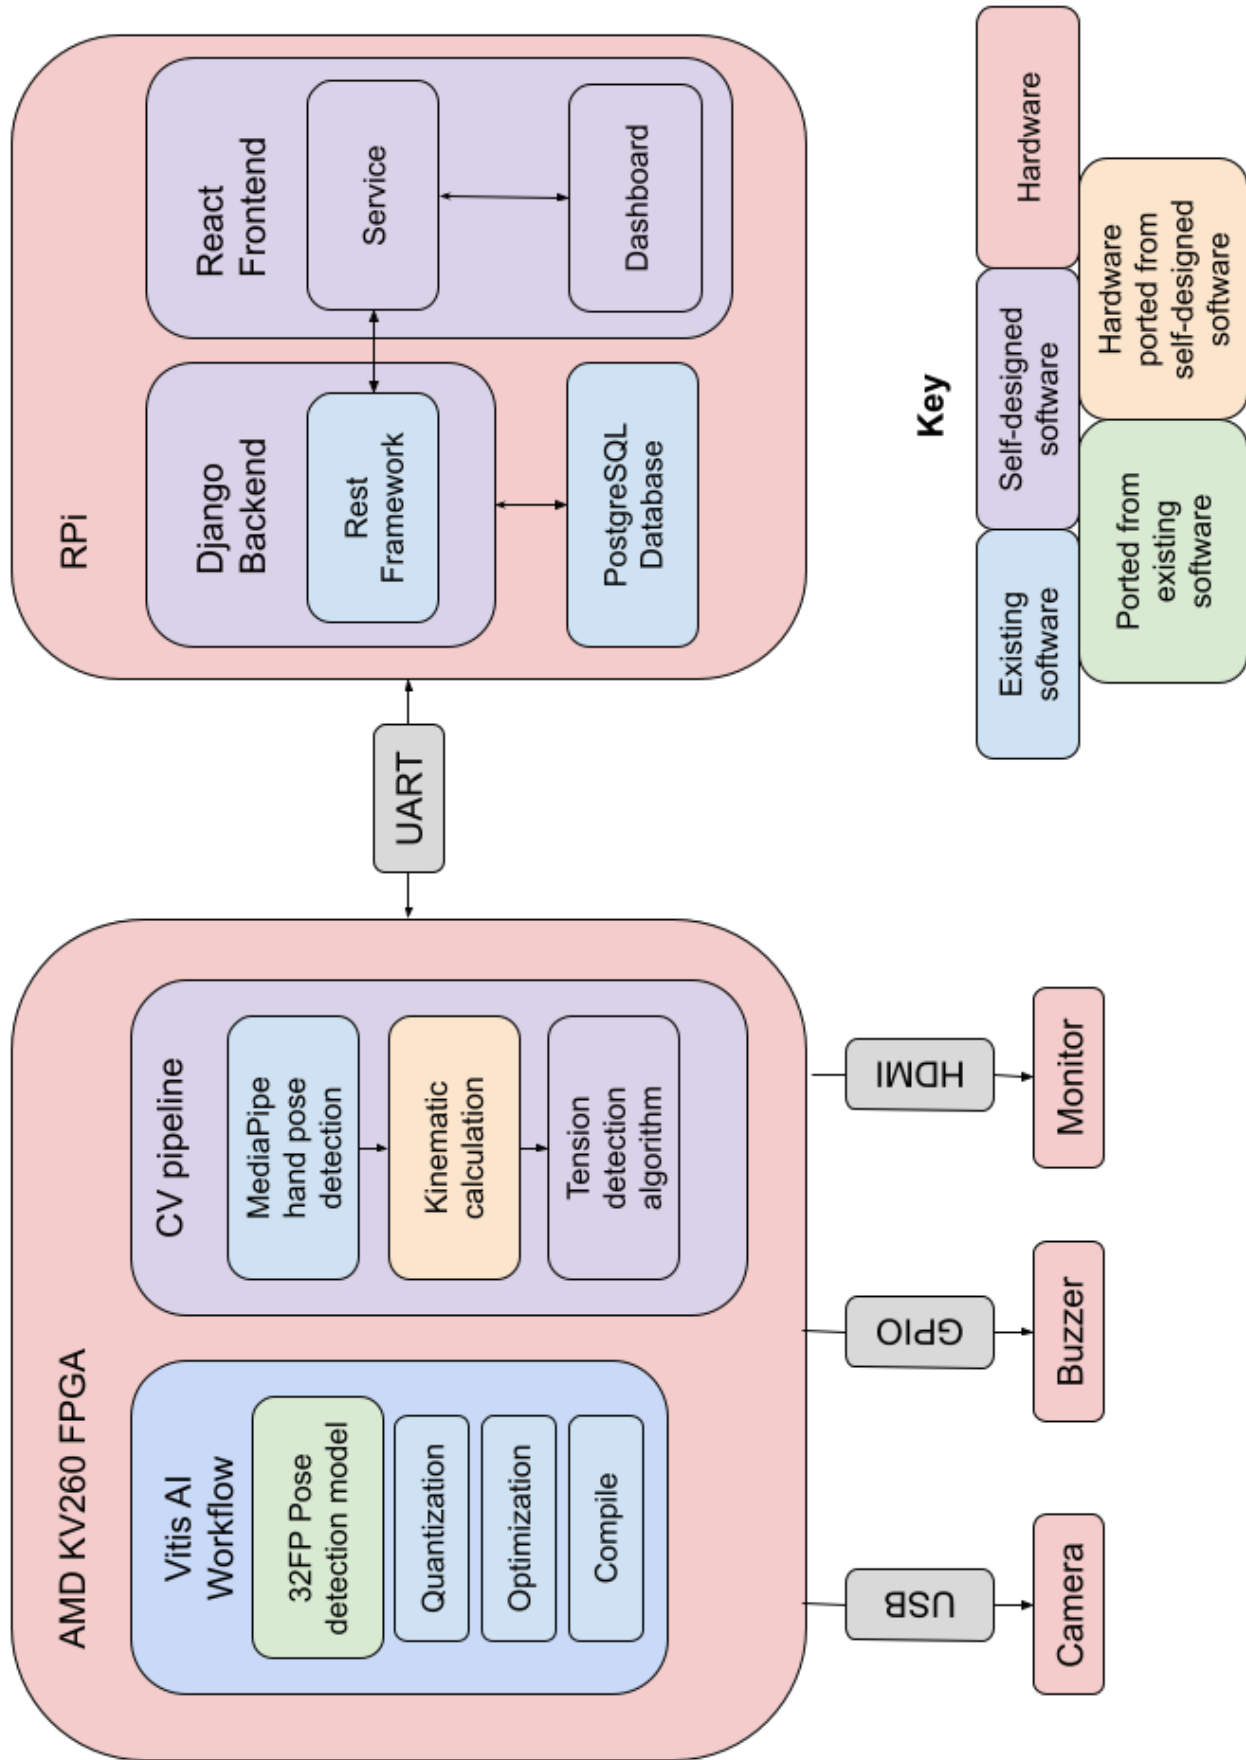 AMD KV260 FPGA
Vitis AI
Workflow
32FP Pose
detection model
Quantization
Optimization
Compile
CV pipeline
MediaPipe
hand pose
detection
Kinematic
calculation
Tension
detection
algorithm
UART
RPi
Django
Backend
Rest
Framework
PostgreSQL
Database
React
Frontend
Service
Dashboard
USB
GPIO
HDMI
Camera
Buzzer
Monitor
Key
Existing
software
Self-designed
software
Hardware
Ported from
existing
software
Hardware
ported from
self-designed
software